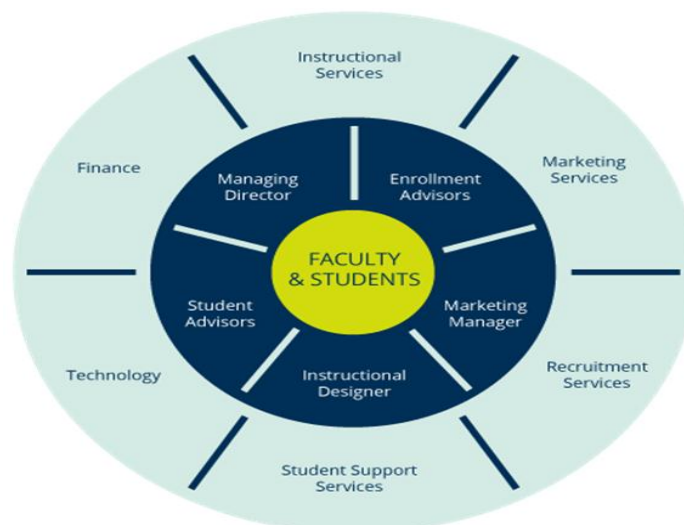 Instructional
Services
Finance
Marketing
Services
Managing
Director
Enrollment
Advisors
FACULTY
& STUDENTS
Student
Advisors
Marketing
Manager
Technology
Instructional
Designer
Recruitment
Services
Student Support
Services